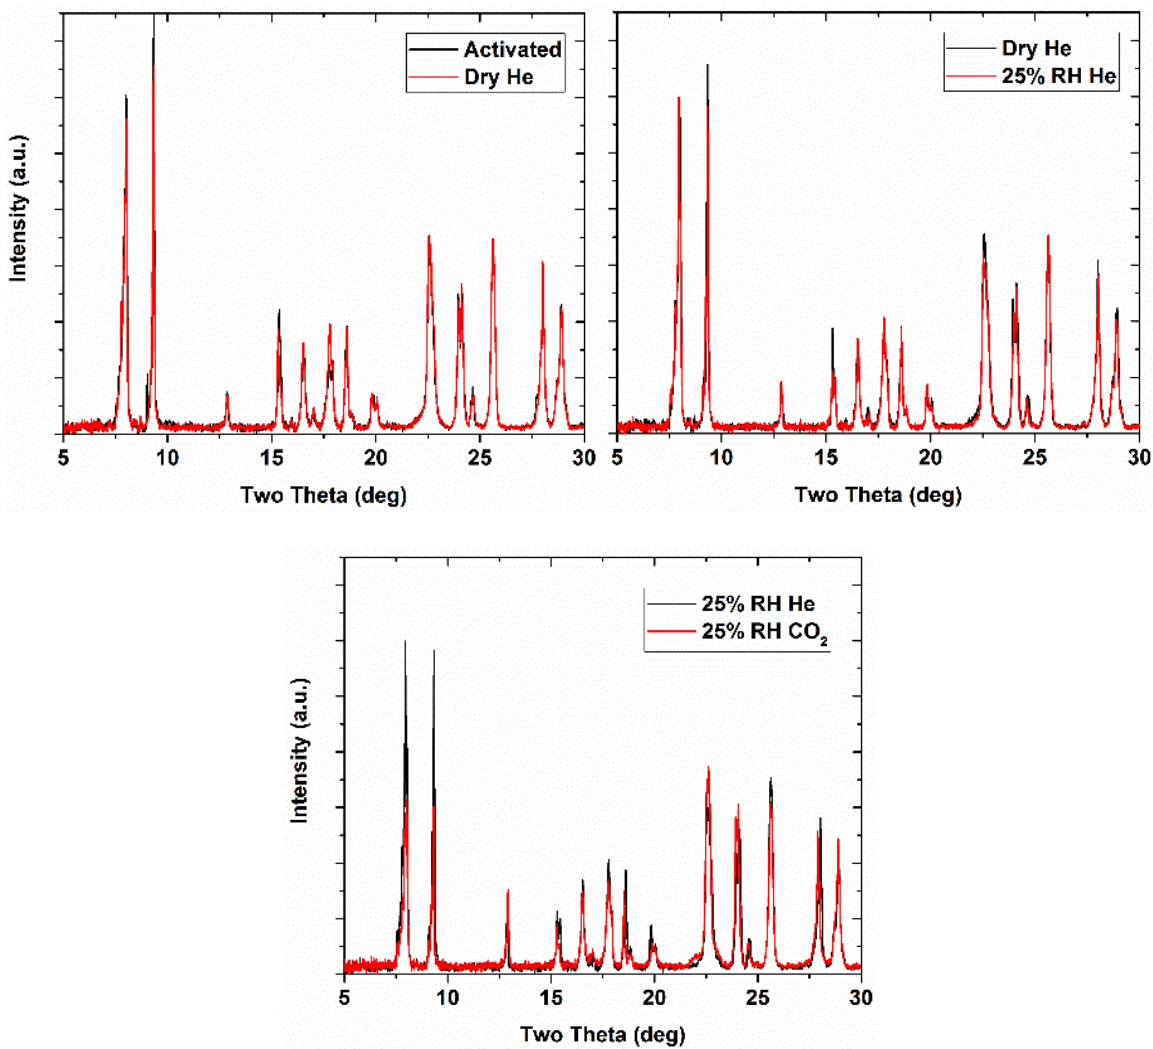 Activated
Dry He
Intensity (a.u.)
5 10 15 20 25 30
Two Theta (deg)
Dry He
25% RH He
5 10 15 20 25 30
Two Theta (deg)
25% RH He
25% RH CO₂
Intensity (a.u.)
5 10 15 20 25 30
Two Theta (deg)